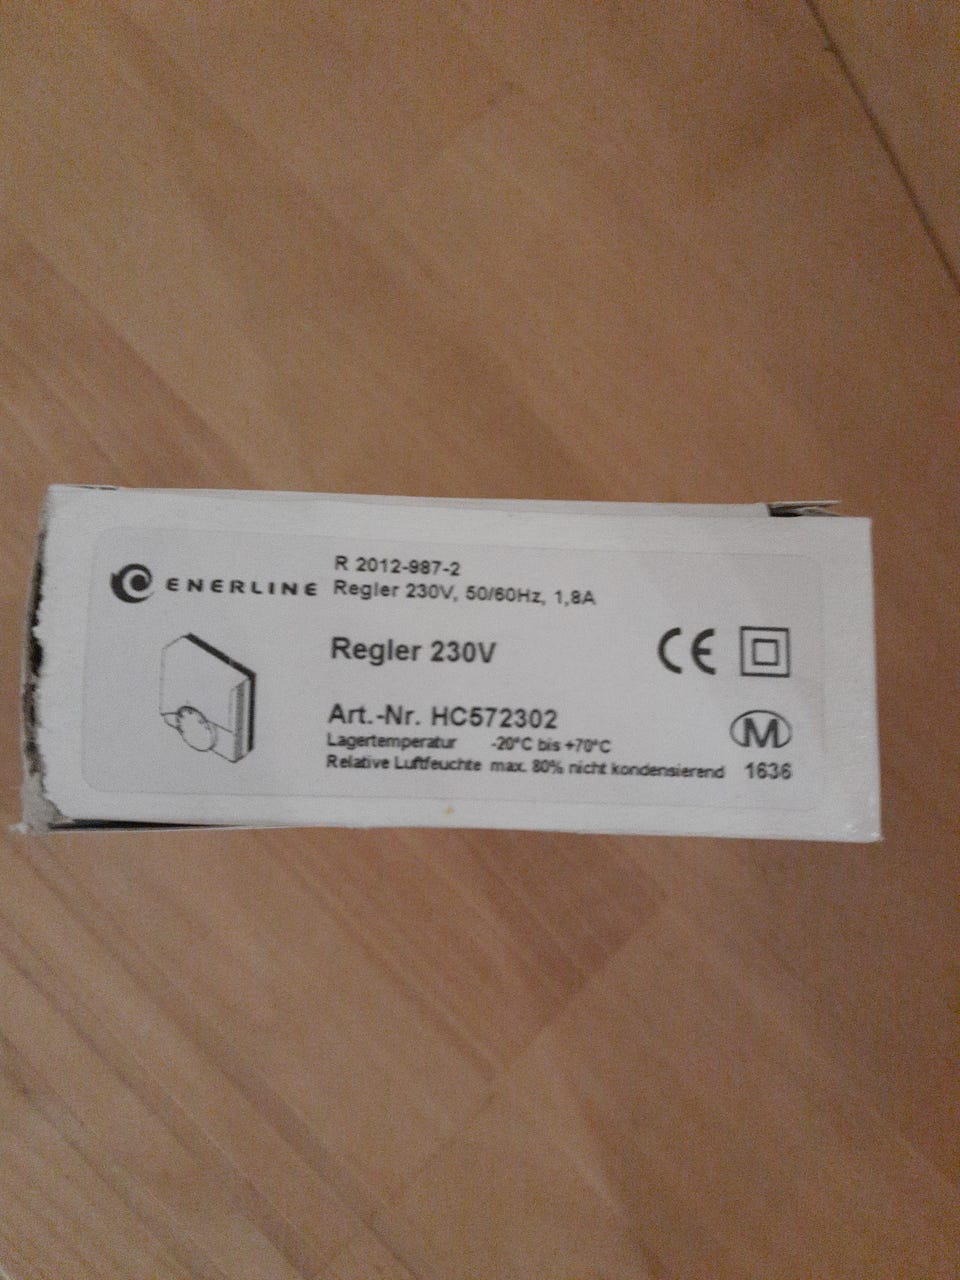 ENERLINE
R 2012-987-2
Regler 230V, 50/60Hz, 1,8A
Regler 230V
CE
Art.-Nr. HC572302
M
Lagertemperatur -20°C bis +70°C
Relative Luftfeuchte max. 80% nicht kondensierend
1636